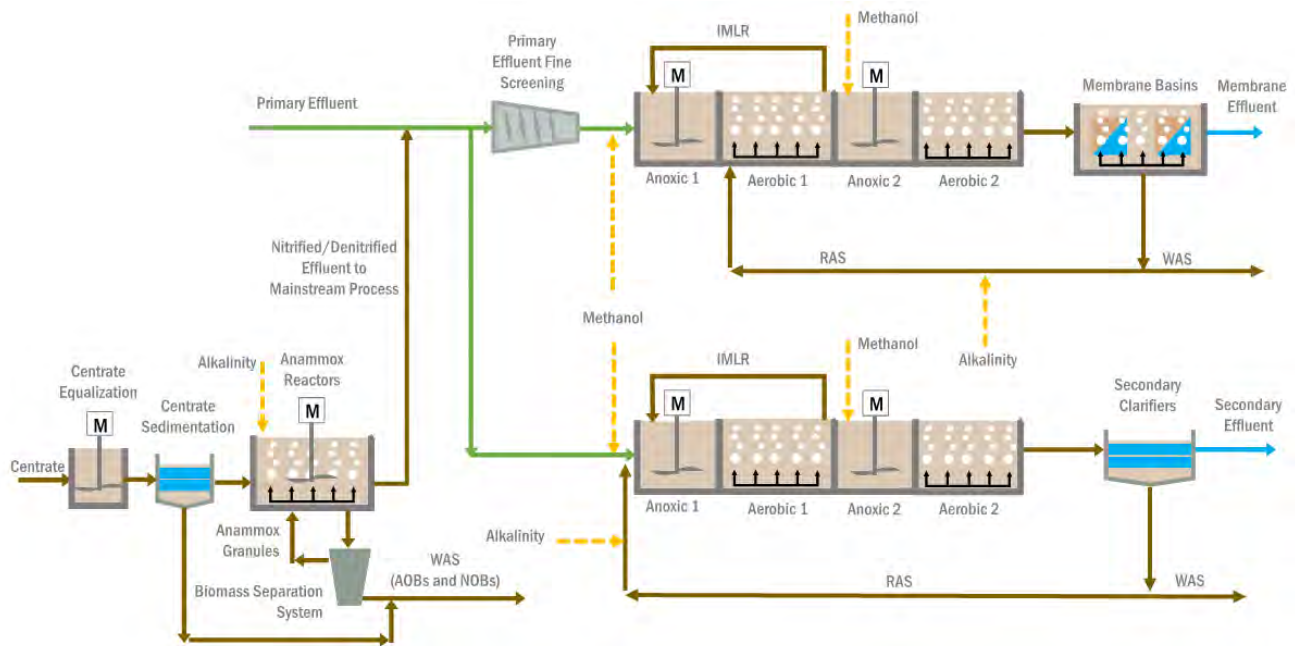 Methanol
IMLR
Primary
Effluent Fine
Screening
M
M
Membrane Basins
Membrane
Effluent
Primary Effluent
Anoxic 1
Aerobic 1
Anoxic 2
Aerobic 2
Nitrified/Denitrified
Effluent to
Mainstream Process
RAS
WAS
Methanol
Methanol
Alkalinity
IMLR
Alkalinity
Anammox
Reactors
Centrate
Equalization
Centrate
Sedimentation
M
M
M
M
Secondary
Clarifiers
Secondary
Effluent
Centrate
Anoxic 1
Aerobic 1
Anoxic 2
Aerobic 2
Anammox
Granules
Alkalinity
WAS
(AOBs and NOBs)
Biomass Separation
System
RAS
WAS